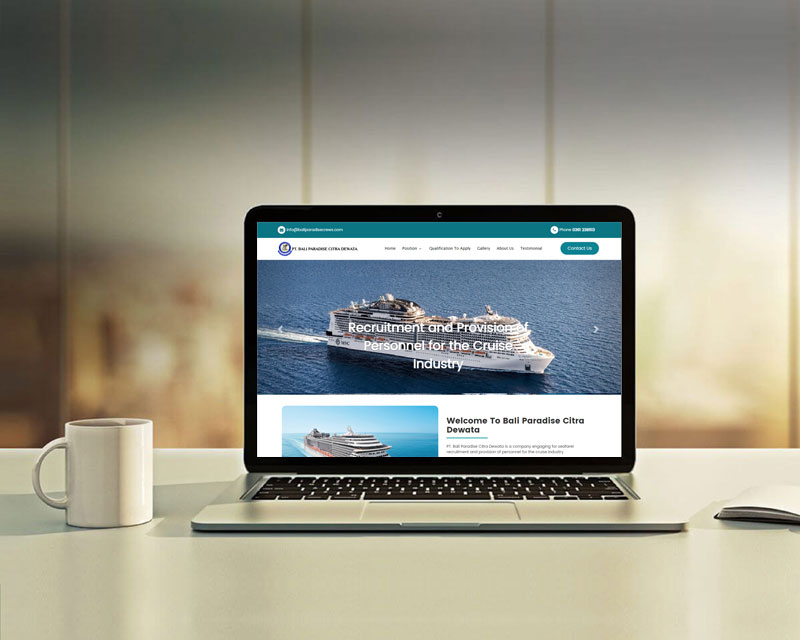 info@baliparadisecrews.com
Phone 0361
PT. BALI PARADISE CITRA DEWATA
Home Position Qualification To Apply Gallery About Us Testimonial
Contact Us
Recruitment and Provision of
Personnel for the Cruise
Industry
MSC
Welcome To Bali Paradise Citra
Dewata
PT. Bali Paradise Citra Dewata is a company engaging for seafarer
recruitment and provision of personnel for the cruise industry.